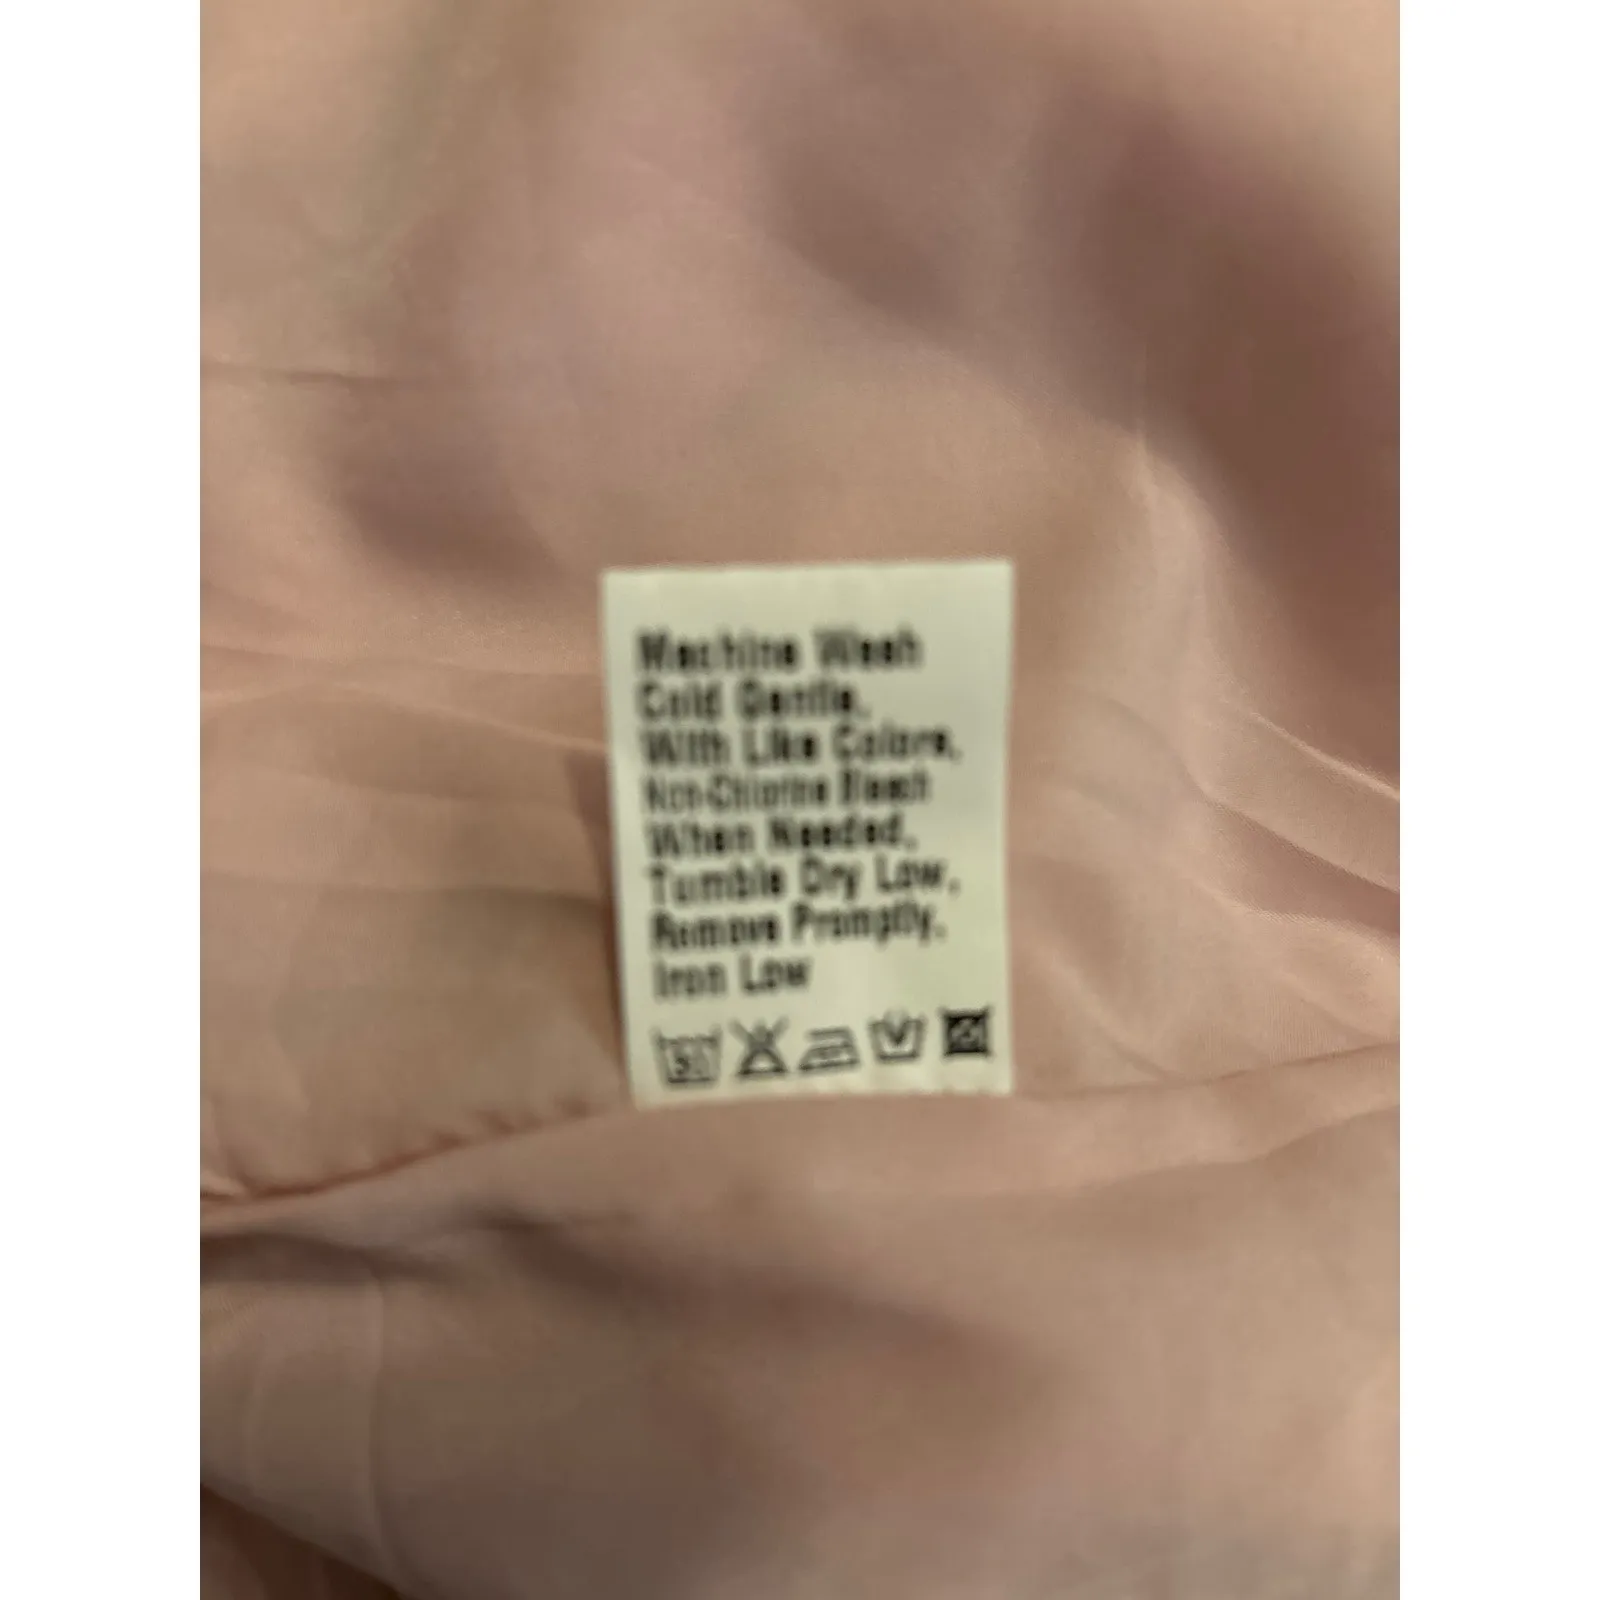 Machine Wash
Cold Gentle,
With Like Colors,
Non-Chlorine Bleach
When Needed,
Tumble Dry Low,
Remove Promptly,
Iron Low